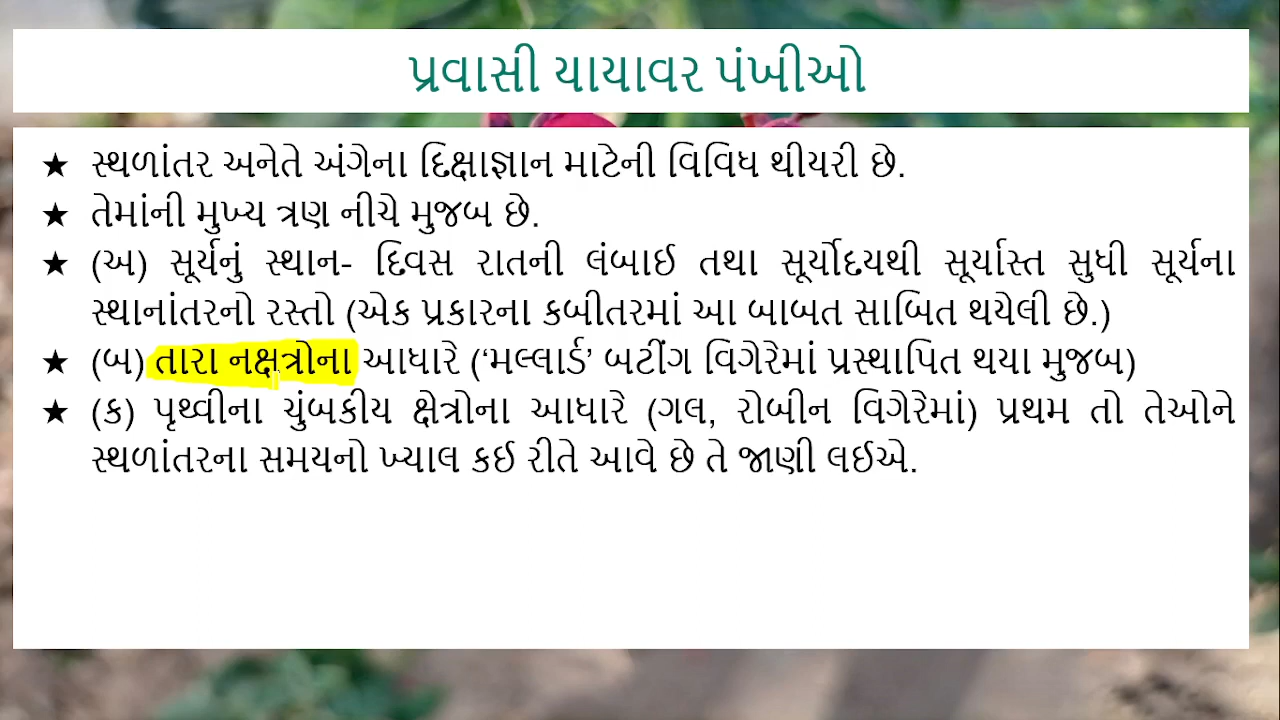 પ્રવાસી યાયાવર પંખીઓ
★ સ્થળાંતર અનેતે અંગેના દિક્ષાજ્ઞાન માટેની વિવિધ થીયરી છે.
★ તેમાંની મુખ્ય ત્રણ નીચે મુજબ છે.
★ (અ) સૂર્યનું સ્થાન- દિવસ રાતની લંબાઈ તથા સૂર્યોદયથી સૂર્યાસ્ત સુધી સૂર્યના
સ્થાનાંતરનો રસ્તો (એક પ્રકારના કબીતરમાં આ બાબત સાબિત થયેલી છે.)
★ (બ) તારા નક્ષત્રોના આધારે (‘મલ્લાર્ડ’ બર્ટીંગ વિગેરેમાં પ્રસ્થાપિત થયા મુજબ)
★ (ક) પૃથ્વીના ચુંબકીય ક્ષેત્રોના આધારે (ગલ, રોબીન વિગેરેમાં) પ્રથમ તો તેઓને
સ્થળાંતરના સમયનો ખ્યાલ કઈ રીતે આવે છે તે જાણી લઈએ.